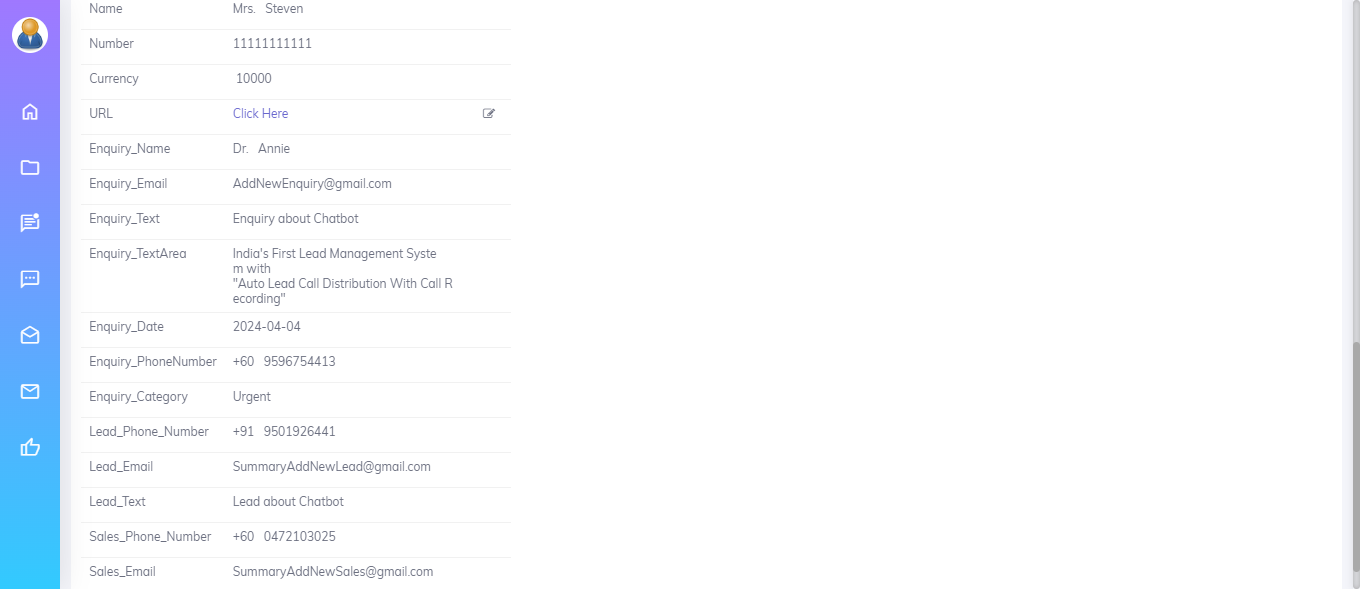 Name Mrs. Steven
Number 11111111111
Currency 10000
URL Click Here
Enquiry_Name Dr. Annie
Enquiry_Email AddNewEnquiry@gmail.com
Enquiry_Text Enquiry about Chatbot
Enquiry_TextArea India's First Lead Management Syste
m with
"Auto Lead Call Distribution With Call R
ecording"
Enquiry_Date 2024-04-04
Enquiry_PhoneNumber +60 9596754413
Enquiry_Category Urgent
Lead_Phone_Number +91 9501926441
Lead_Email SummaryAddNewLead@gmail.com
Lead_Text Lead about Chatbot
Sales_Phone_Number +60 0472103025
Sales_Email SummaryAddNewSales@gmail.com